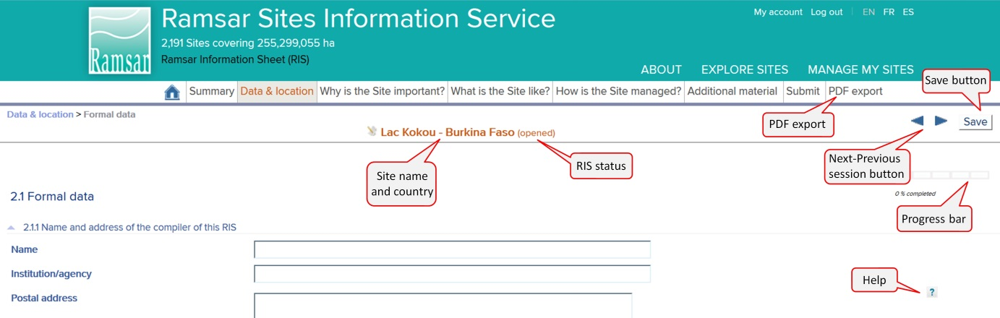 Ramsar
Ramsar Sites Information Service
2,191 Sites covering 255,299,055 ha
Ramsar Information Sheet (RIS)
My account Log out EN FR ES
ABOUT EXPLORE SITES MANAGE MY SITES
Save button
Summary Data & location Why is the Site important? What is the Site like? How is the Site managed? Additional material Submit PDF export
Data & location > Formal data
PDF export
Save
Lac Kokou - Burkina Faso (opened)
Site name
and country
RIS status
Next-Previous
session button
2.1 Formal data
0 % completed
Progress bar
2.1.1 Name and address of the compiler of this RIS
Name
Institution/agency
Help
Postal address
?